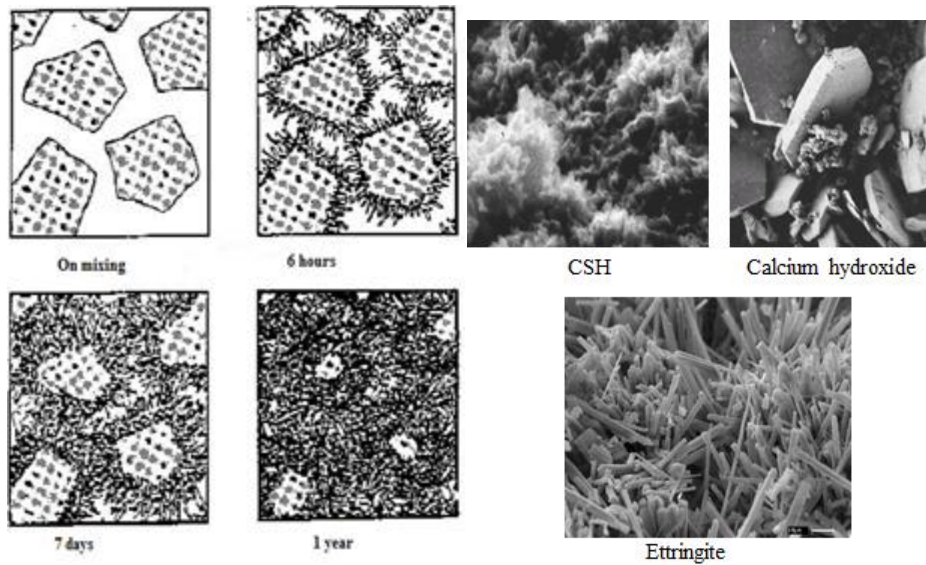 On mixing
6 hours
CSH
Calcium hydroxide
7 days
1 year
Ettringite